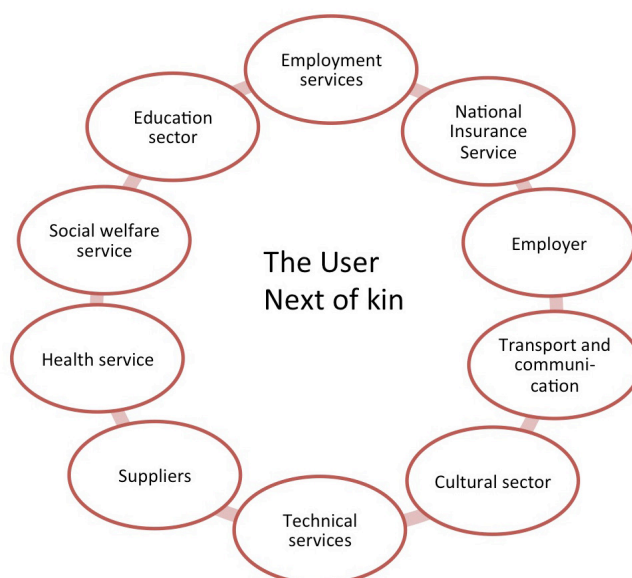 Employment
services
National
Insurance
Service
Employer
Transport and
communi-
cation
Cultural sector
Technical
services
Suppliers
Health service
Social welfare
service
Education
sector
The User
Next of kin